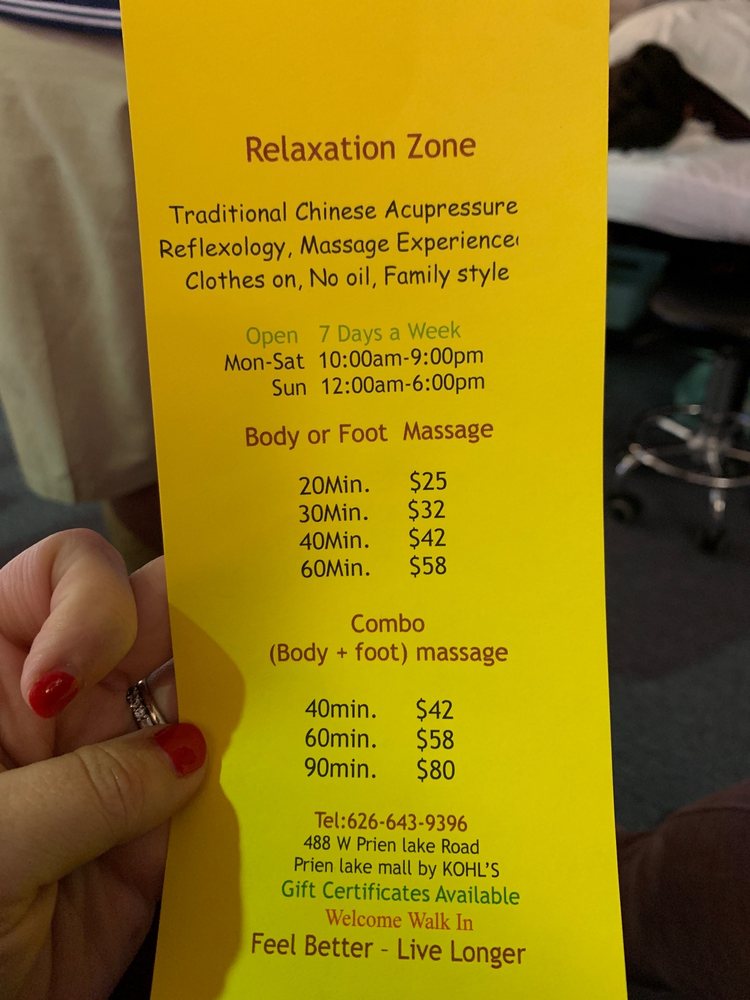 Relaxation Zone
Traditional Chinese Acupressure
Reflexology, Massage Experience
Clothes on, No oil, Family style
Open 7 Days a Week
Mon-Sat 10:00am-9:00pm
Sun 12:00am-6:00pm
Body or Foot Massage
20Min. $25
30Min. $32
40Min. $42
60Min. $58
Combo
(Body + foot) massage
40min. $42
60min. $58
90min. $80
Tel:626-643-9396
488 W Prien lake Road
Prien lake mall by KOHL'S
Gift Certificates Available
Welcome Walk In
Feel Better - Live Longer